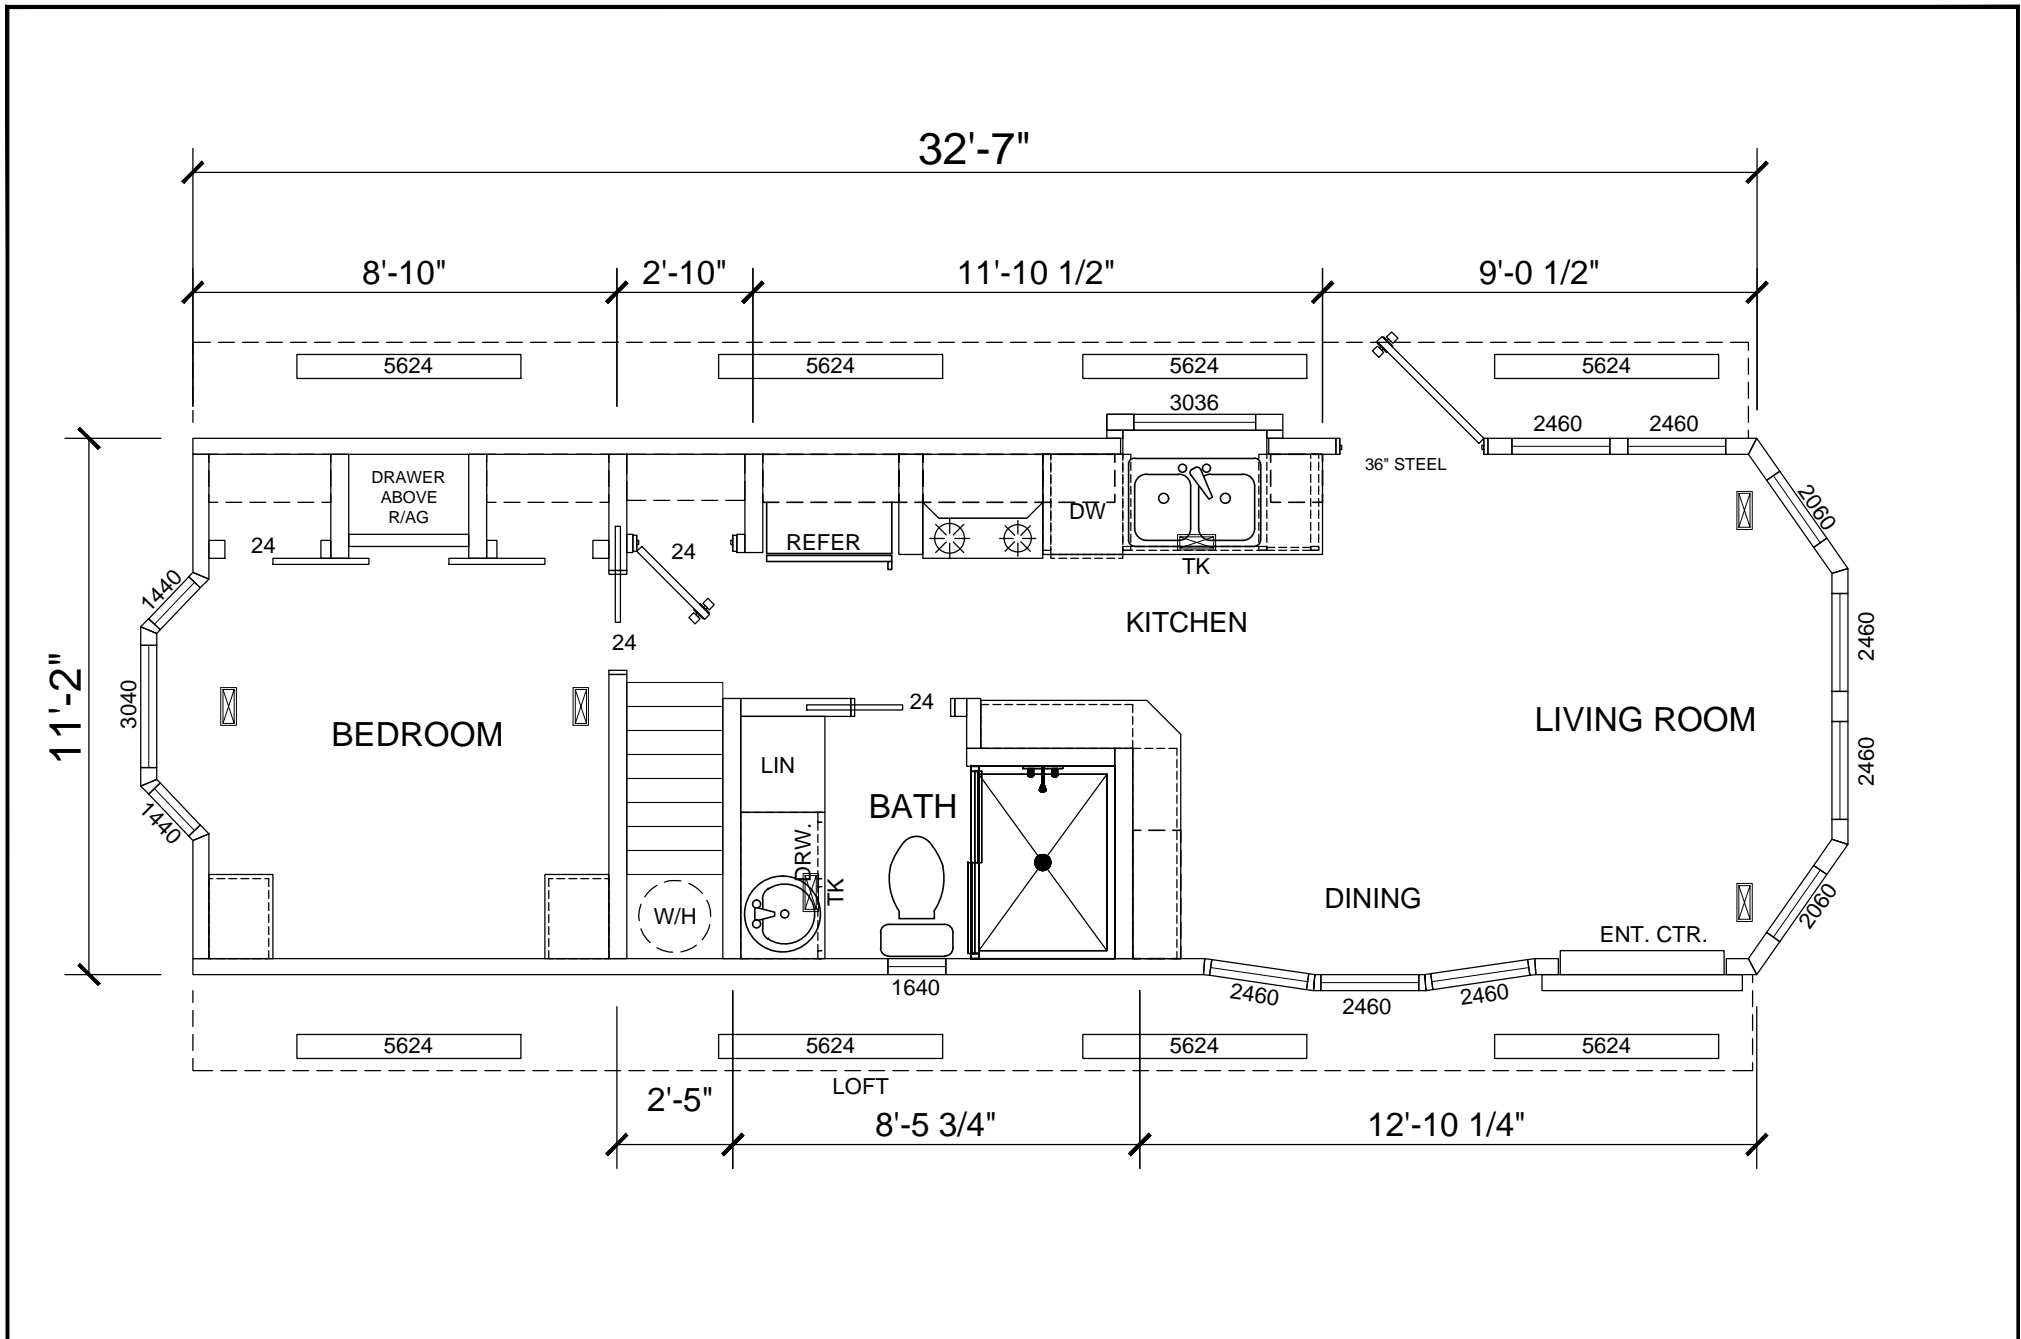 32'-7"
8'-10"
2'-10"
11'-10 1/2"
9'-0 1/2"
5624
5624
5624
5624
3036
2460
2460
36" STEEL
DRAWER
ABOVE
R/AG
24
24
24
REFER
DW
TK
2060
1440
3040
1440
11'-2"
KITCHEN
2460
2460
BEDROOM
LIVING ROOM
24
LIN
BATH
DRW.
TK
W/H
DINING
ENT. CTR.
2060
1640
2460
2460
2460
5624
5624
5624
5624
LOFT
2'-5"
8'-5 3/4"
12'-10 1/4"